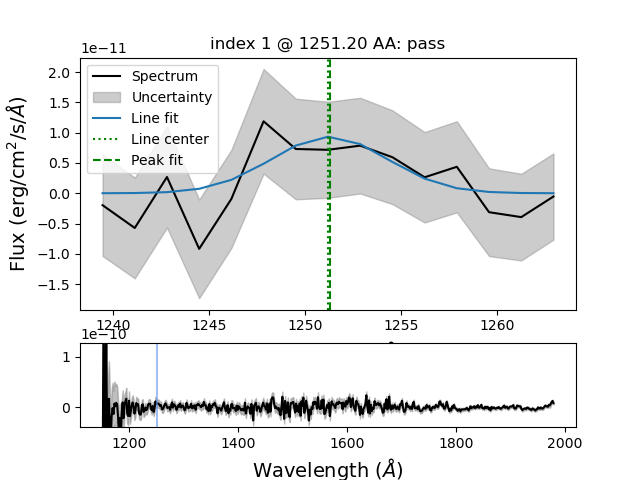 index 1 @ 1251.20 AA: pass
1e−11
Spectrum
Uncertainty
Line fit
Line center
Peak fit
Flux (erg/cm²/s/Å)
2.0
1.5
1.0
0.5
0.0
−0.5
−1.0
−1.5
1240
1245
1250
1255
1260
1e−10
1
0
1200
1400
1600
1800
2000
Wavelength (Å)